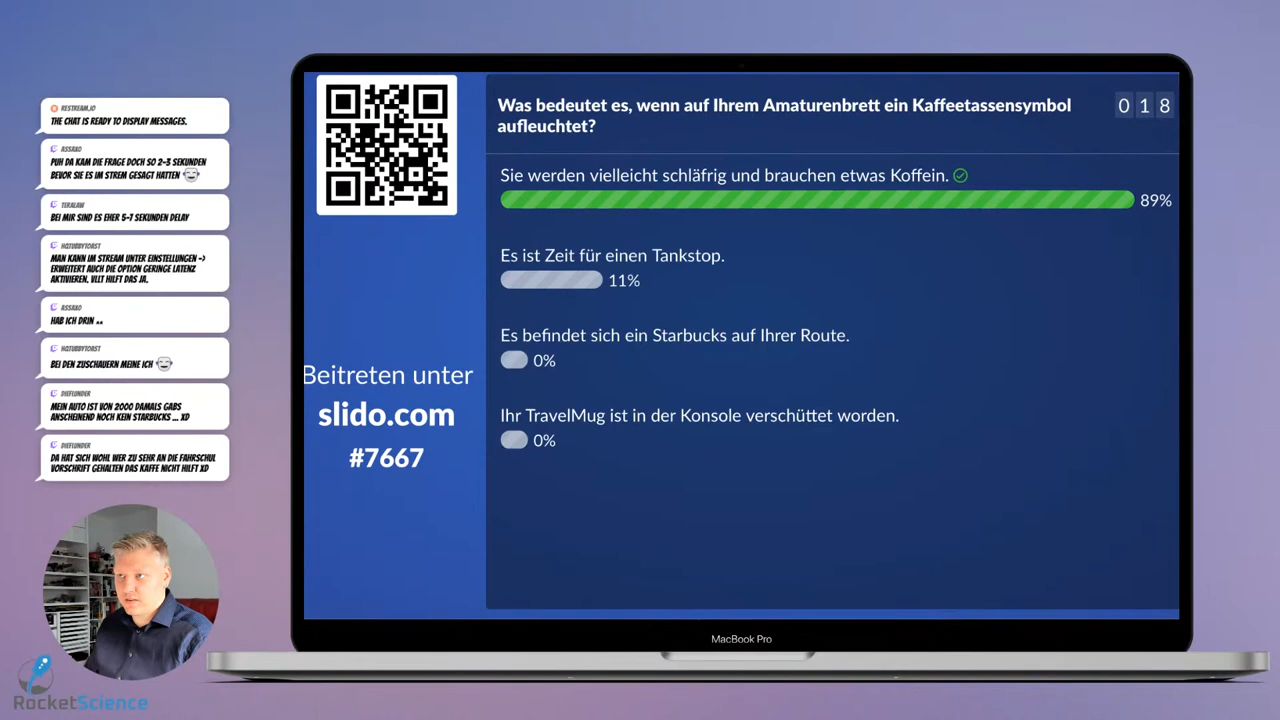 RESTREAM.IO
THE CHAT IS READY TO DISPLAY MESSAGES.
ASSAXO
PUH DA KAM DIE FRAGE DOCH SO 2-3 SEKUNDEN
BEVOR SIE ES IM STREM GESAGT HATTEN
TERALAW
BEI MIR SIND ES EHER 5-7 SEKUNDEN DELAY
HQTUBBYTOAST
MAN KANN IM STREAM UNTER EINSTELLUNGEN ->
ERWEITERT AUCH DIE OPTION GERINGE LATENZ
AKTIVIEREN. VLLT HILFT DAS JA.
ASSAXO
HAB ICH DRIN ^^
HQTUBBYTOAST
BEI DEN ZUSCHAUERN MEINE ICH
DIEFLUNDER
MEIN AUTO IST VON 2000 DAMALS GABS
ANSCHEINEND NOCH KEIN STARBUCKS ... XD
DIEFLUNDER
DA HAT SICH WOHL WER ZU SEHR AN DIE FAHRSCHUL
VORSCHRIFT GEHALTEN DAS KAFFE NICHT HILFT XD
RocketScience
Beitreten unter
slido.com
#7667
Was bedeutet es, wenn auf Ihrem Amaturenbrett ein Kaffeetassensymbol
aufleuchtet?
018
Sie werden vielleicht schläfrig und brauchen etwas Koffein.
89%
Es ist Zeit für einen Tankstop.
11%
Es befindet sich ein Starbucks auf Ihrer Route.
0%
Ihr TravelMug ist in der Konsole verschüttet worden.
0%
MacBook Pro